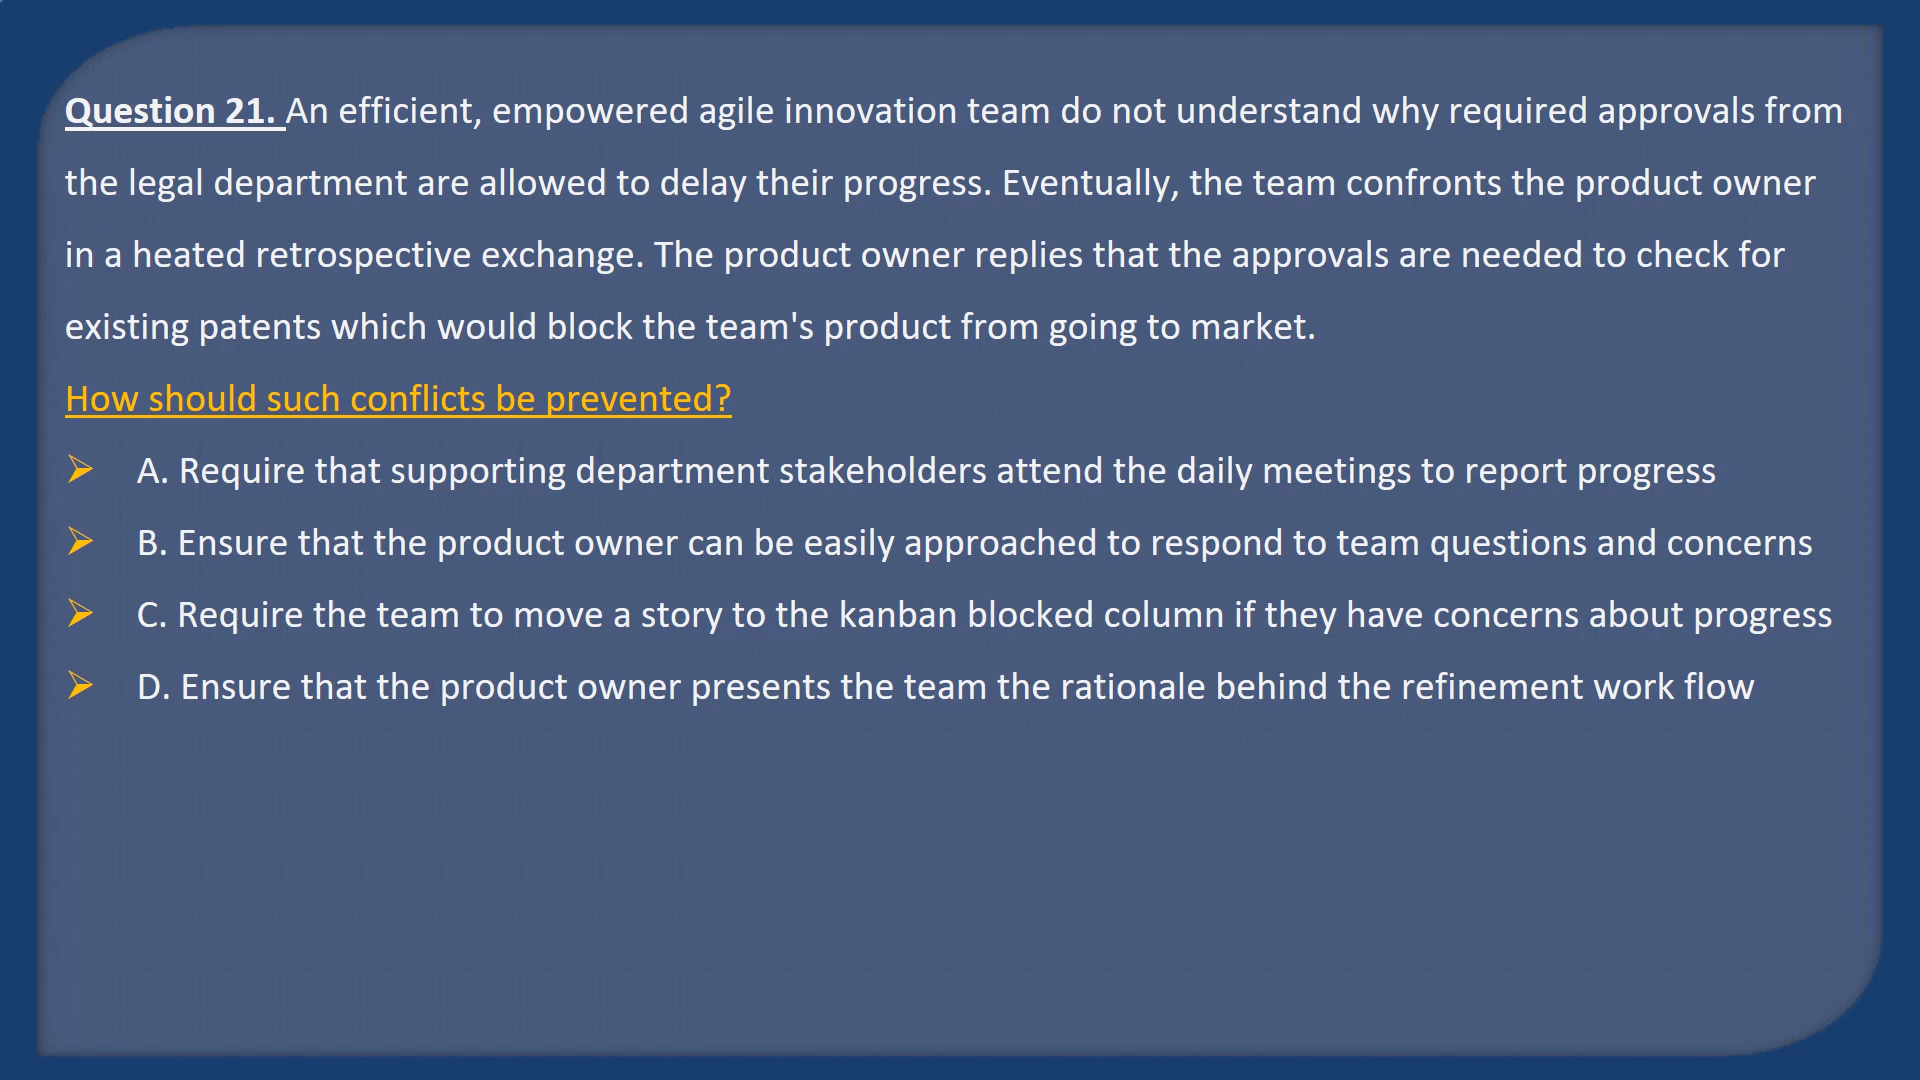 Question 21. An efficient, empowered agile innovation team do not understand why required approvals from
the legal department are allowed to delay their progress. Eventually, the team confronts the product owner
in a heated retrospective exchange. The product owner replies that the approvals are needed to check for
existing patents which would block the team's product from going to market.
How should such conflicts be prevented?
A. Require that supporting department stakeholders attend the daily meetings to report progress
B. Ensure that the product owner can be easily approached to respond to team questions and concerns
C. Require the team to move a story to the kanban blocked column if they have concerns about progress
D. Ensure that the product owner presents the team the rationale behind the refinement work flow